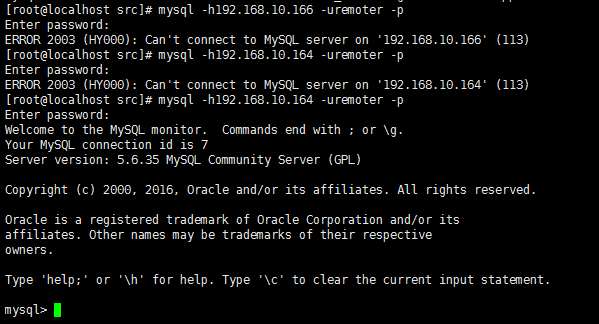 [root@localhost src]# mysql -h192.168.10.166 -uremoter -p
Enter password:
ERROR 2003 (HY000): Can't connect to MySQL server on '192.168.10.166' (113)
[root@localhost src]# mysql -h192.168.10.164 -uremoter -p
Enter password:
ERROR 2003 (HY000): Can't connect to MySQL server on '192.168.10.164' (113)
[root@localhost src]# mysql -h192.168.10.164 -uremoter -p
Enter password:
Welcome to the MySQL monitor.  Commands end with ; or \g.
Your MySQL connection id is 7
Server version: 5.6.35 MySQL Community Server (GPL)

Copyright (c) 2000, 2016, Oracle and/or its affiliates. All rights reserved.

Oracle is a registered trademark of Oracle Corporation and/or its
affiliates. Other names may be trademarks of their respective
owners.

Type 'help;' or '\h' for help. Type '\c' to clear the current input statement.

mysql>